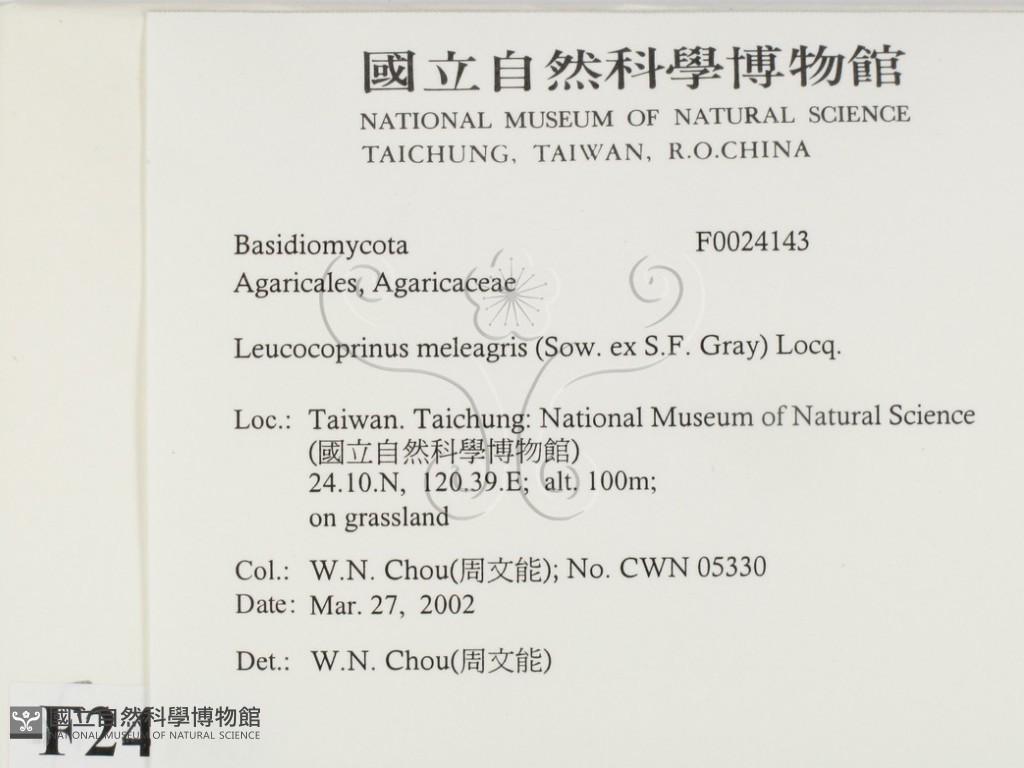 國立自然科學博物館
NATIONAL MUSEUM OF NATURAL SCIENCE
TAICHUNG, TAIWAN, R.O.CHINA
Basidiomycota F0024143
Agaricales, Agaricaceae
Leucocoprinus meleagris (Sow. ex S.F. Gray) Locq.
Loc.: Taiwan. Taichung: National Museum of Natural Science
(國立自然科學博物館)
24.10.N, 120.39.E; alt. 100m;
on grassland
Col.: W.N. Chou(周文能); No. CWN 05330
Date: Mar. 27, 2002
Det.: W.N. Chou(周文能)
F24
國立自然科學博物館
NATIONAL MUSEUM OF NATURAL SCIENCE